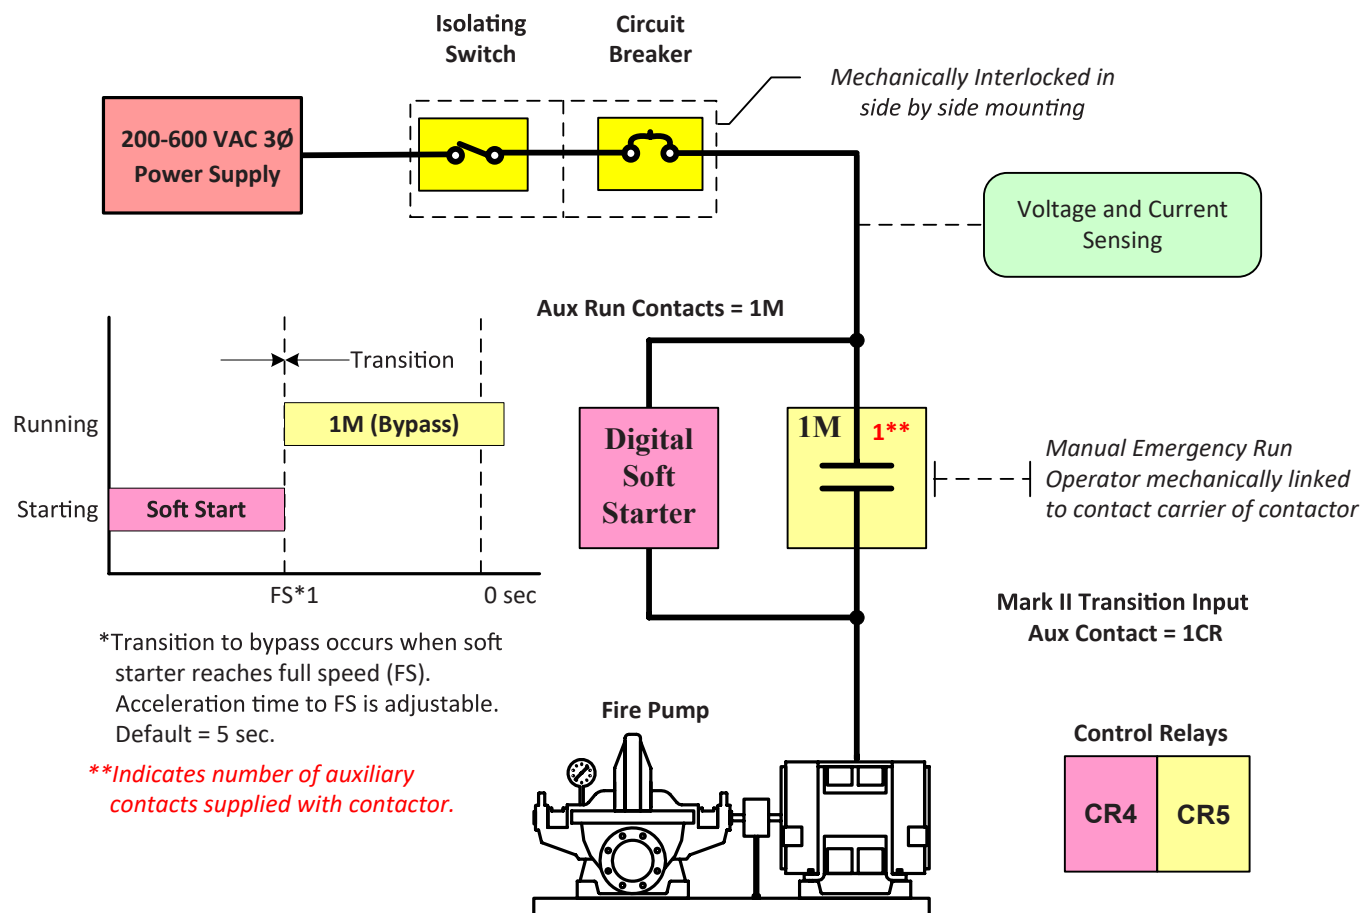 Isolating
Switch
Circuit
Breaker
Mechanically Interlocked in
side by side mounting
200-600 VAC 3Ø
Power Supply
Voltage and Current
Sensing
Aux Run Contacts = 1M
Transition
Running
1M (Bypass)
Starting
Soft Start
FS*1
0 sec
Digital
Soft
Starter
1M
1**
Manual Emergency Run
Operator mechanically linked
to contact carrier of contactor
Mark II Transition Input
Aux Contact = 1CR
*Transition to bypass occurs when soft
starter reaches full speed (FS).
Acceleration time to FS is adjustable.
Default = 5 sec.
**Indicates number of auxiliary
contacts supplied with contactor.
Fire Pump
Control Relays
CR4
CR5